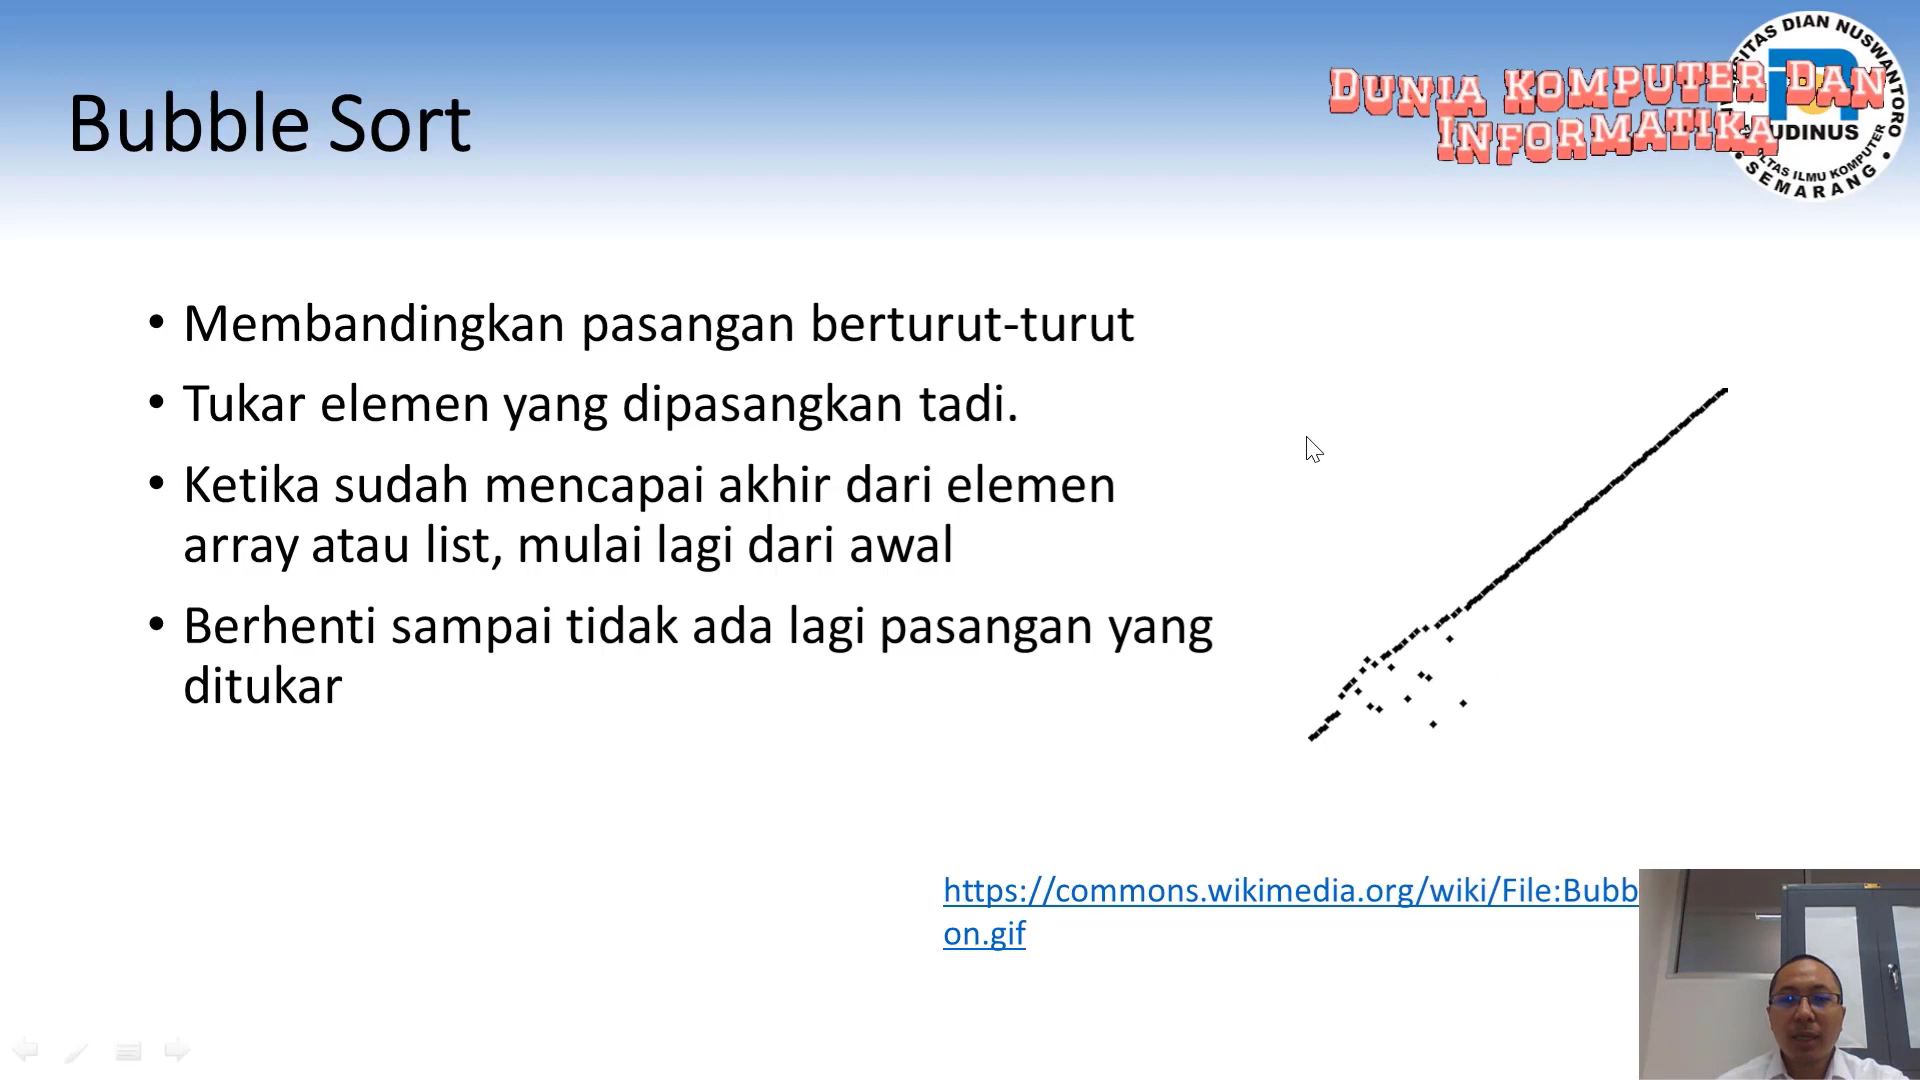 Bubble Sort
DUNIA KOMPUTER DAN
INFORMATIKA
UDINUS
SEMARANG
• Membandingkan pasangan berturut-turut
• Tukar elemen yang dipasangkan tadi.
• Ketika sudah mencapai akhir dari elemen
array atau list, mulai lagi dari awal
• Berhenti sampai tidak ada lagi pasangan yang
ditukar
https://commons.wikimedia.org/wiki/File:Bubb
on.gif